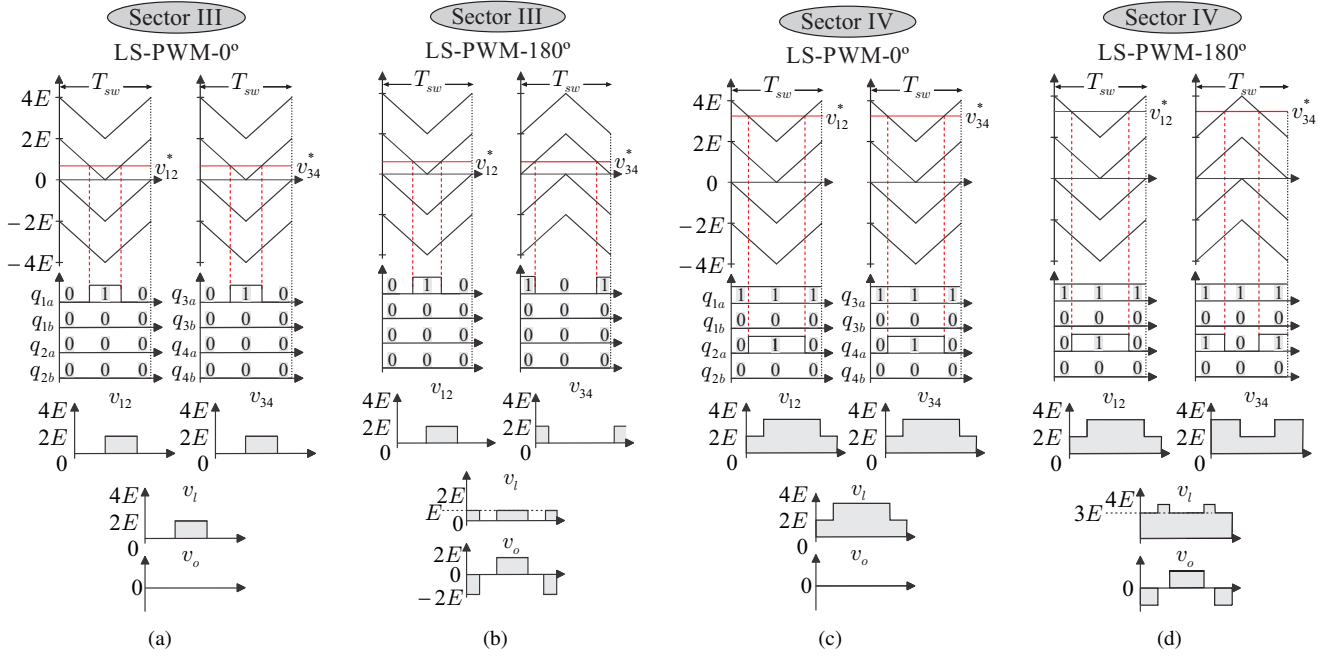 Sector III
LS-PWM-0º
T_sw
T_sw
4E
2E
0
−2E
−4E
v*_12
v*_34
q_1a 0 1 0
q_1b 0 0 0
q_2a 0 0 0
q_2b 0 0 0
q_3a 0 1 0
q_3b 0 0 0
q_4a 0 0 0
q_4b 0 0 0
v_12
4E
2E
0
v_34
4E
2E
0
v_l
4E
2E
0
v_o
0
(a)
Sector III
LS-PWM-180º
T_sw
T_sw
v*_12
v*_34
0 1 0
0 0 0
0 0 0
0 0 0
1 0 1
0 0 0
0 0 0
0 0 0
v_12
4E
2E
0
v_34
4E
2E
0
v_l
2E
E
0
v_o
2E
0
−2E
(b)
Sector IV
LS-PWM-0º
T_sw
T_sw
4E
2E
0
−2E
−4E
v*_12
v*_34
q_1a 1 1 1
q_1b 0 0 0
q_2a 0 1 0
q_2b 0 0 0
q_3a 1 1 1
q_3b 0 0 0
q_4a 0 1 0
q_4b 0 0 0
v_12
4E
2E
0
v_34
4E
2E
0
v_l
4E
2E
0
v_o
0
(c)
Sector IV
LS-PWM-180º
T_sw
T_sw
v*_12
v*_34
1 1 1
0 0 0
0 1 0
0 0 0
1 1 1
0 0 0
1 0 1
0 0 0
v_12
4E
2E
0
v_34
4E
2E
0
v_l
4E
3E
0
v_o
0
(d)